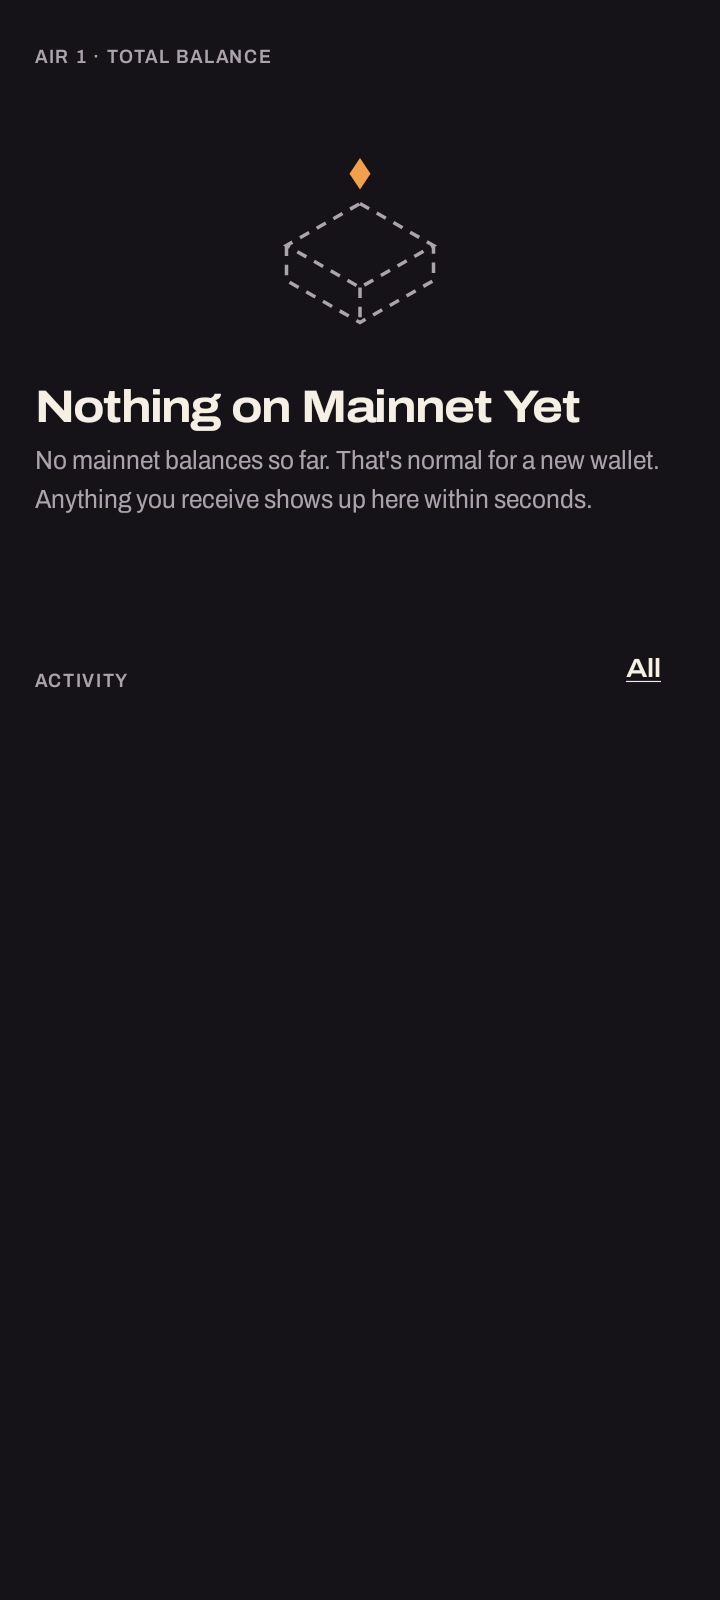 AIR 1 · TOTAL BALANCE
Nothing on Mainnet Yet
No mainnet balances so far. That's normal for a new wallet.
Anything you receive shows up here within seconds.
ACTIVITY
All